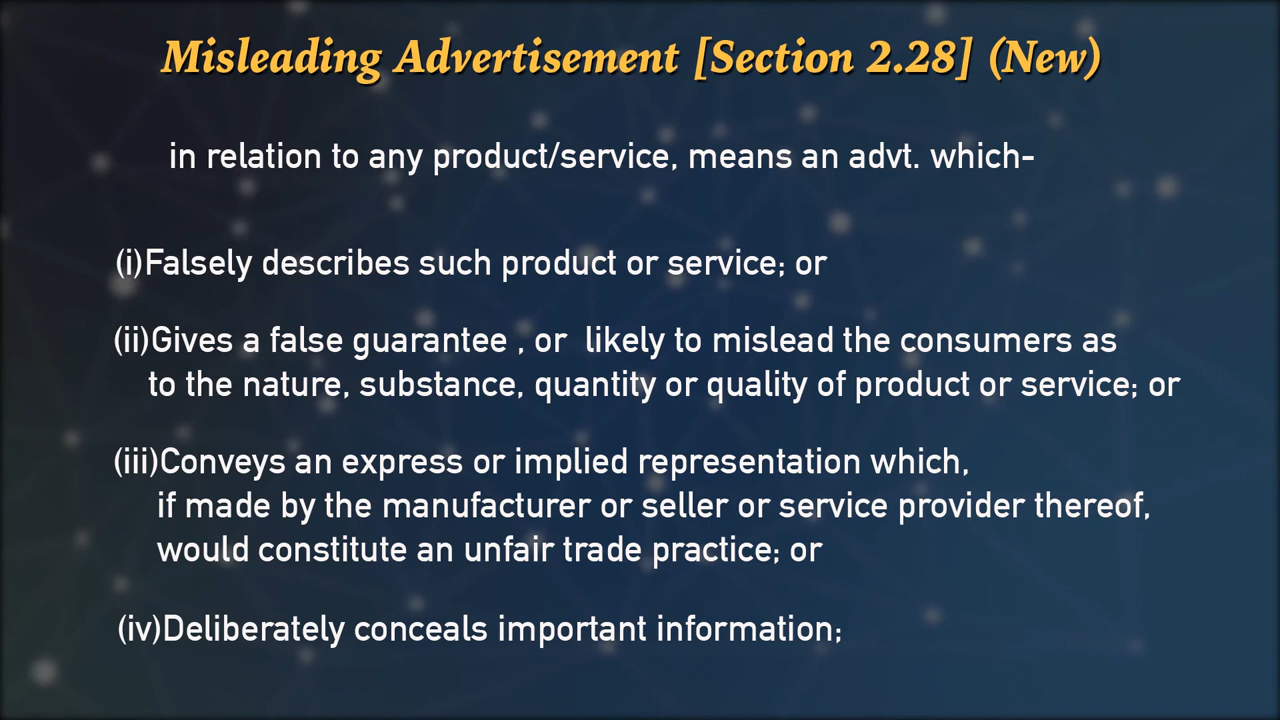 Misleading Advertisement [Section 2.28] (New)
in relation to any product/service, means an advt. which-
(i)Falsely describes such product or service; or
(ii)Gives a false guarantee , or likely to mislead the consumers as
to the nature, substance, quantity or quality of product or service; or
(iii)Conveys an express or implied representation which,
if made by the manufacturer or seller or service provider thereof,
would constitute an unfair trade practice; or
(iv)Deliberately conceals important information;